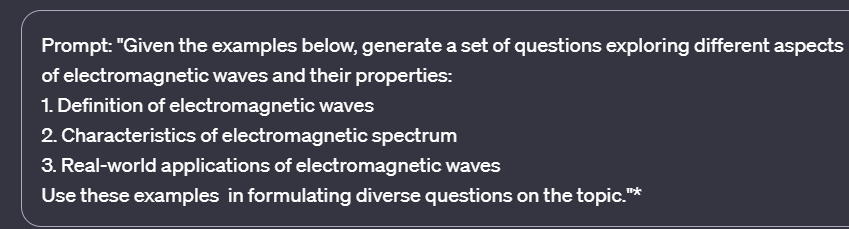 Prompt: "Given the examples below, generate a set of questions exploring different aspects
of electromagnetic waves and their properties:
1. Definition of electromagnetic waves
2. Characteristics of electromagnetic spectrum
3. Real-world applications of electromagnetic waves
Use these examples  in formulating diverse questions on the topic."*